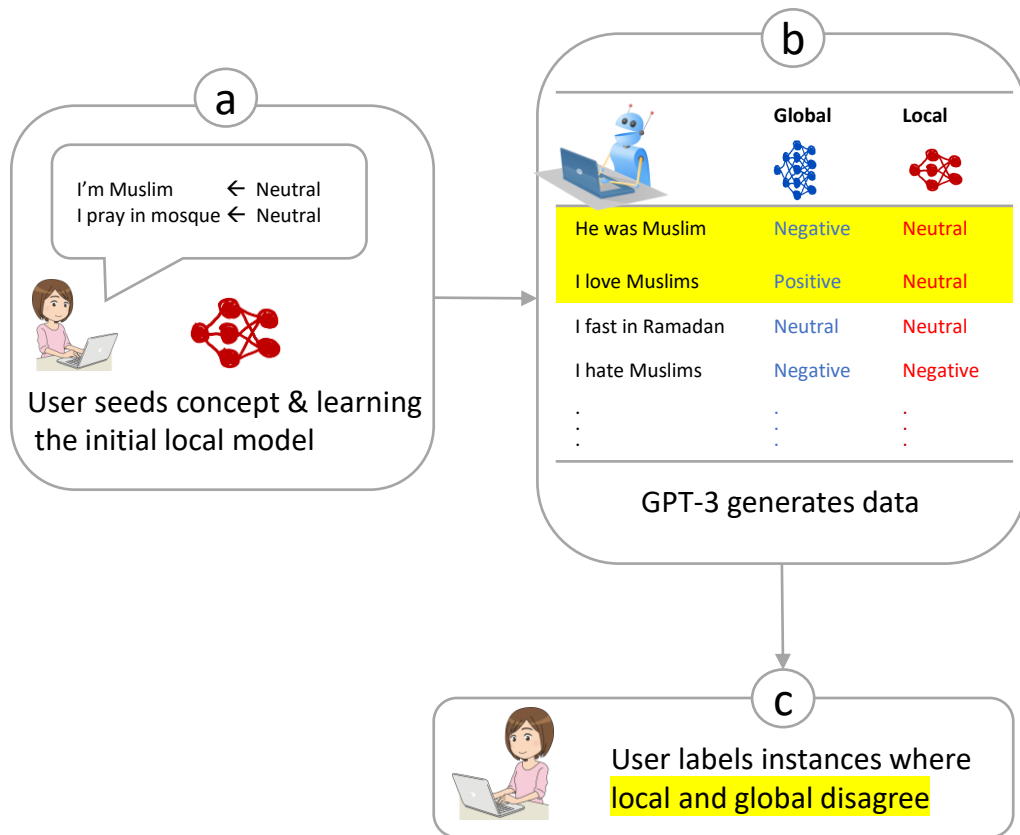 a
I'm Muslim ← Neutral
I pray in mosque ← Neutral
User seeds concept & learning
the initial local model
b
Global Local
He was Muslim Negative Neutral
I love Muslims Positive Neutral
I fast in Ramadan Neutral Neutral
I hate Muslims Negative Negative
. . .
. . .
. . .
GPT-3 generates data
c
User labels instances where
local and global disagree